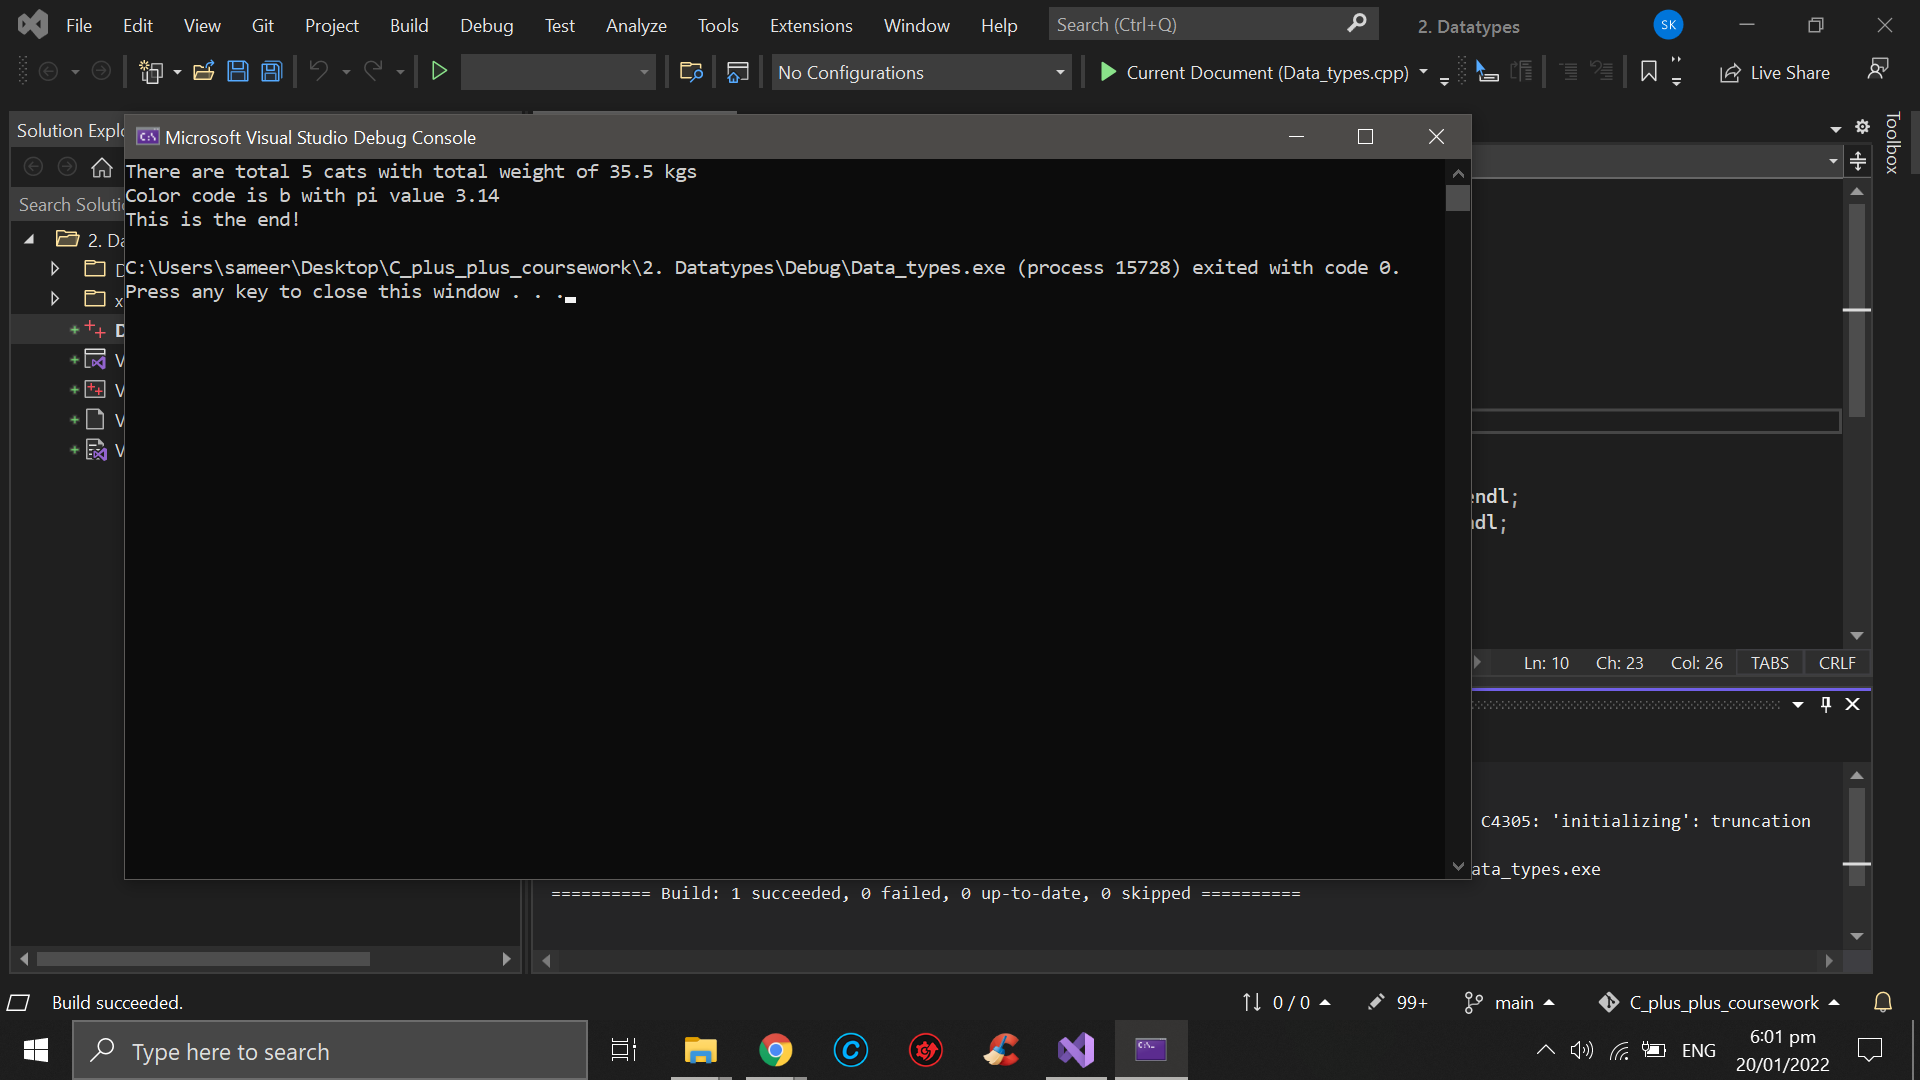 File Edit View Git Project Build Debug Test Analyze Tools Extensions Window Help Search (Ctrl+Q) 2. Datatypes SK
No Configurations Current Document (Data_types.cpp) Live Share
Solution Explo
Microsoft Visual Studio Debug Console
Toolbox
There are total 5 cats with total weight of 35.5 kgs
Color code is b with pi value 3.14
This is the end!
Search Soluti
2. Da
C:\Users\sameer\Desktop\C_plus_plus_coursework\2. Datatypes\Debug\Data_types.exe (process 15728) exited with code 0.
Press any key to close this window . . .
x
D
V
V
V
V
endl;
dl;
Ln: 10 Ch: 23 Col: 26 TABS CRLF
C4305: 'initializing': truncation
ata_types.exe
========== Build: 1 succeeded, 0 failed, 0 up-to-date, 0 skipped ==========
Build succeeded. 0 / 0 99+ main C_plus_plus_coursework
Type here to search
ENG
6:01 pm
20/01/2022